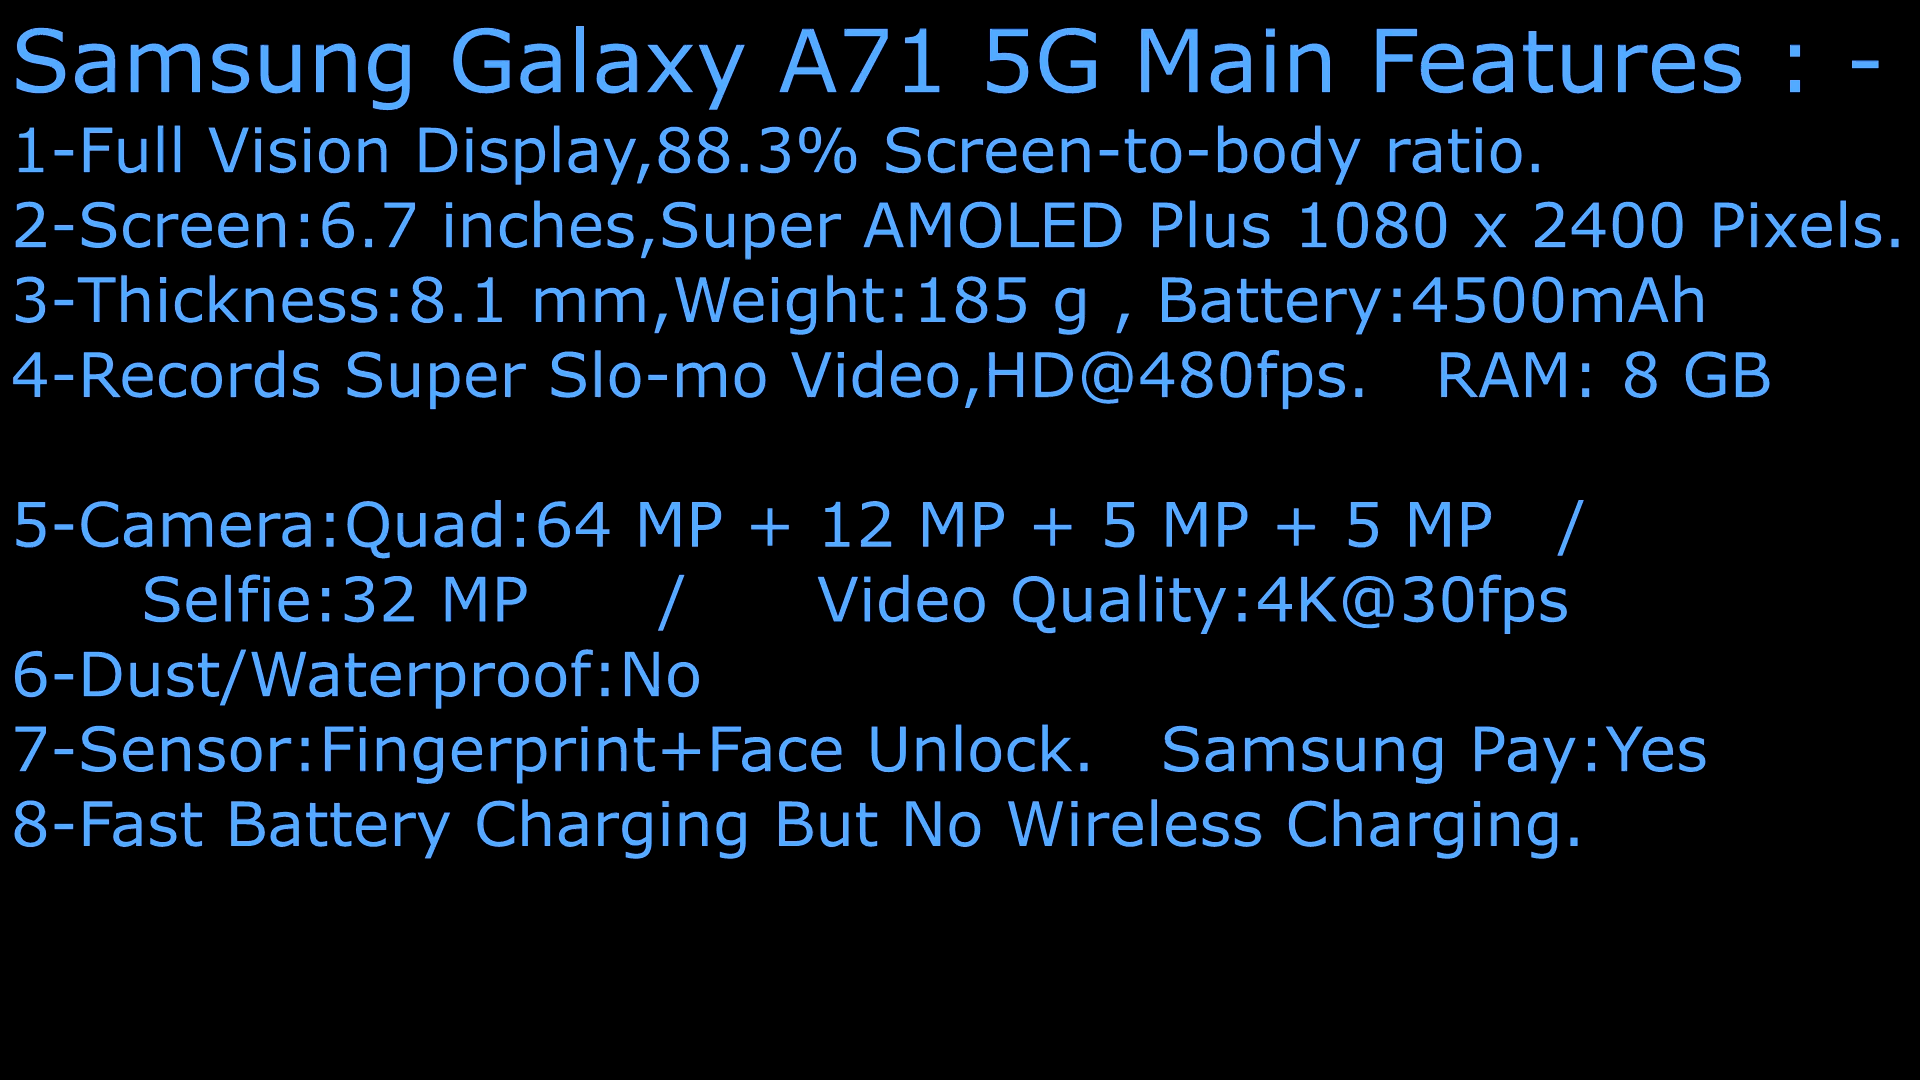 Samsung Galaxy A71 5G Main Features : -
1-Full Vision Display,88.3% Screen-to-body ratio.
2-Screen:6.7 inches,Super AMOLED Plus 1080 x 2400 Pixels.
3-Thickness:8.1 mm,Weight:185 g , Battery:4500mAh
4-Records Super Slo-mo Video,HD@480fps. RAM: 8 GB
5-Camera:Quad:64 MP + 12 MP + 5 MP + 5 MP /
Selfie:32 MP / Video Quality:4K@30fps
6-Dust/Waterproof:No
7-Sensor:Fingerprint+Face Unlock. Samsung Pay:Yes
8-Fast Battery Charging But No Wireless Charging.